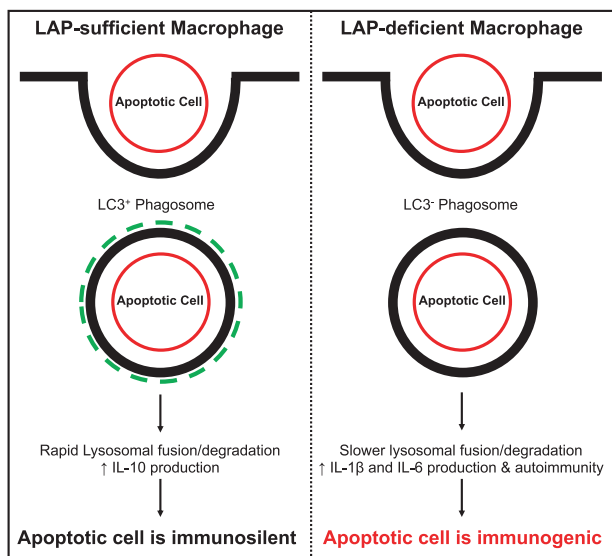 LAP-sufficient Macrophage
Apoptotic Cell
LC3⁺ Phagosome
Apoptotic Cell
Rapid Lysosomal fusion/degradation
↑ IL-10 production
Apoptotic cell is immunosilent
LAP-deficient Macrophage
Apoptotic Cell
LC3⁻ Phagosome
Apoptotic Cell
Slower lysosomal fusion/degradation
↑ IL-1β and IL-6 production & autoimmunity
Apoptotic cell is immunogenic